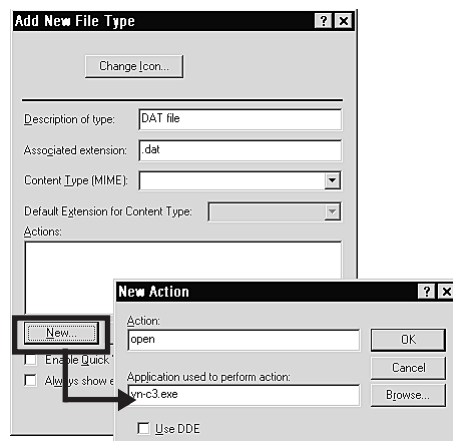 Add New File Type
Change Icon...
Description of type: DAT file
Associated extension: .dat
Content Type (MIME):
Default Extension for Content Type:
Actions:
New...
Enable Quick
Always show e
New Action
Action:
open
OK
Application used to perform action:
vn-c3.exe
Cancel
Browse...
Use DDE